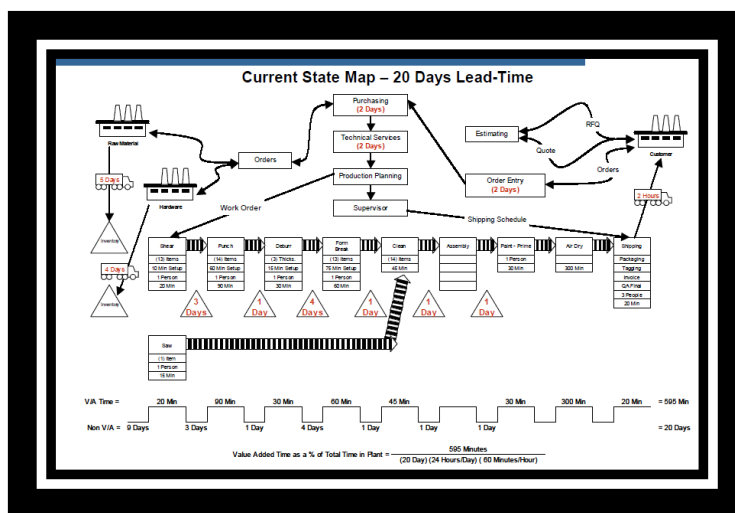 Current State Map – 20 Days Lead-Time
Purchasing
(2 Days)
Raw Material
Technical Services
(2 Days)
Estimating
RFQ
Customer
Quote
Orders
Orders
5 Days
Production Planning
Order Entry
(2 Days)
2 Hours
Hardware
Work Order
Supervisor
Shipping Schedule
Inventory
4 Days
Inventory
Shear
(13) Items
10 Min Setup
1 Person
20 Min
Punch
(14) Items
60 Min Setup
1 Person
90 Min
Deburr
(3) Thicks.
15 Min Setup
1 Person
30 Min
Form
Break
(13) Items
75 Min Setup
1 Person
60 Min
Clean
(14) Items
45 Min
Assembly
Paint - Prime
1 Person
30 Min
Air Dry
300 Min
Shipping
Packaging
Tagging
Invoice
QA Final
3 People
20 Min
3
Days
1
Day
4
Days
1
Day
1
Day
1
Day
Saw
(1) Item
1 Person
15 Min
V/A Time = 20 Min 90 Min 30 Min 60 Min 45 Min 30 Min 300 Min 20 Min = 595 Min
Non V/A = 9 Days 3 Days 1 Day 4 Days 1 Day 1 Day 1 Day = 20 Days
595 Minutes
Value Added Time as a % of Total Time in Plant =
(20 Day) (24 Hours/Day) ( 60 Minutes/Hour)